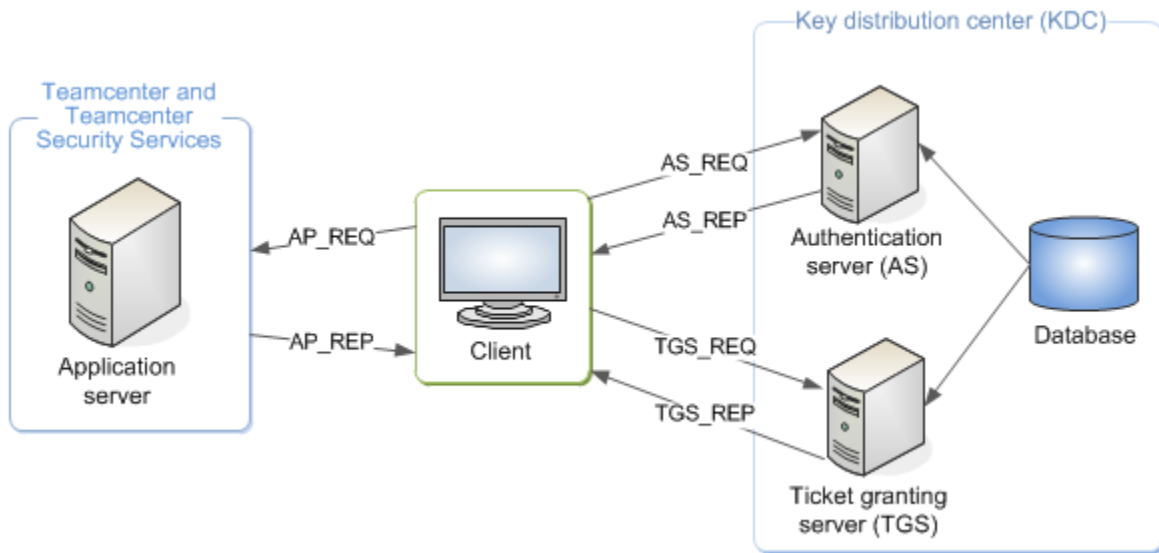 Key distribution center (KDC)
Teamcenter and
Teamcenter
Security Services
AS_REQ
AS_REP
AP_REQ
Authentication
server (AS)
Database
Client
AP_REP
TGS_REQ
Application
server
TGS_REP
Ticket granting
server (TGS)